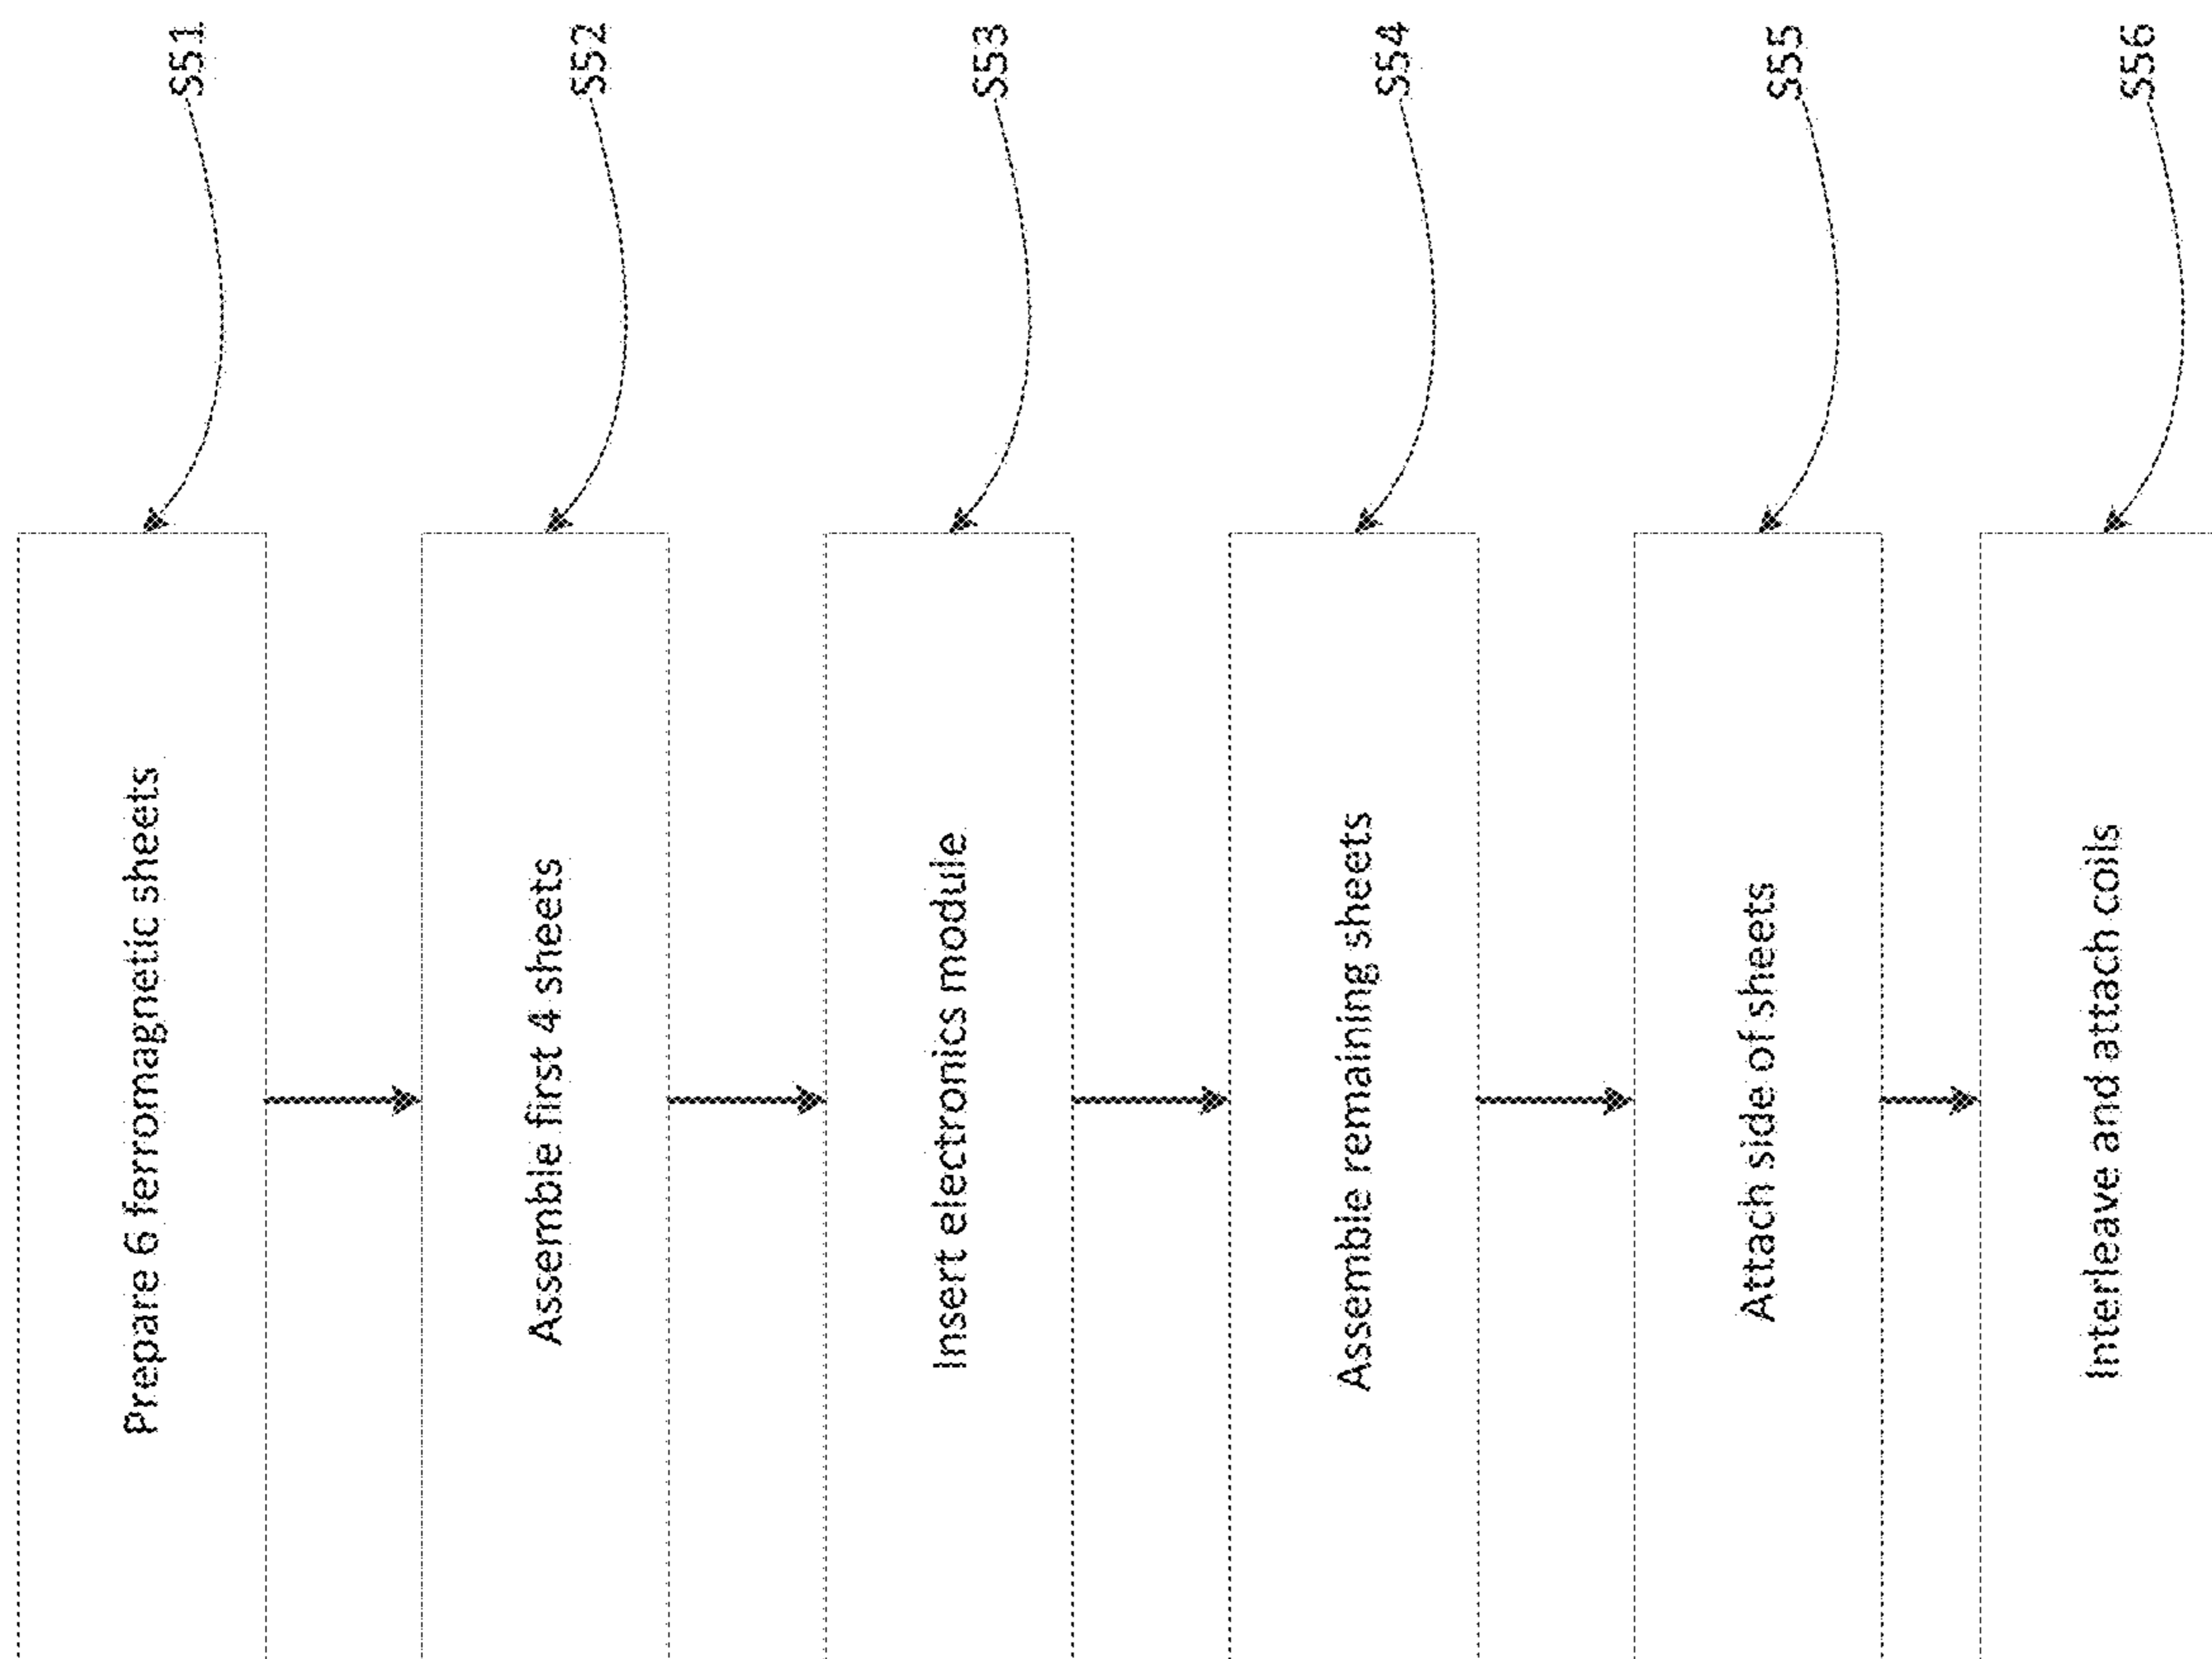 Prepare 6 ferromagnetic sheets
S51
Assemble first 4 sheets
S52
Insert electronics module
S53
Assemble remaining sheets
S54
Attach side of sheets
S55
Interleave and attach coils
S56